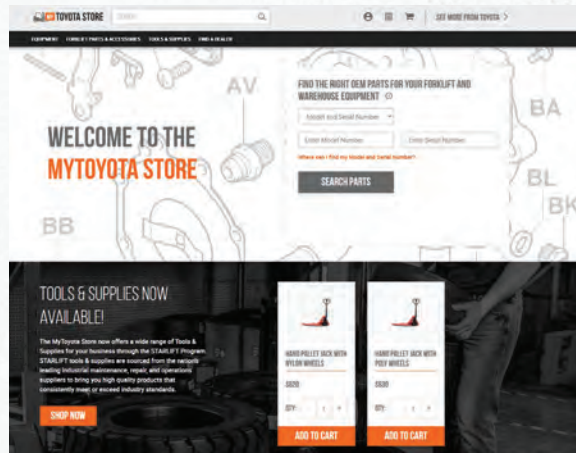 MY TOYOTA STORE
SEE MORE FROM TOYOTA >
EQUIPMENT FORKLIFT PARTS & ACCESSORIES TOOLS & SUPPLIES FIND A DEALER
WELCOME TO THE
MYTOYOTA STORE
AV
BB
BA
BL
BK
FIND THE RIGHT OEM PARTS FOR YOUR FORKLIFT AND
WAREHOUSE EQUIPMENT
Model and Serial Number
Enter Model Number Enter Serial Number
Where can I find my Model and Serial Number?
SEARCH PARTS
TOOLS & SUPPLIES NOW
AVAILABLE!
The MyToyota Store now offers a wide range of Tools &
Supplies for your business through the STARLIFT Program.
STARLIFT tools & supplies are sourced from the nation's
leading industrial maintenance, repair, and operations
suppliers to bring you high quality products that
consistently meet or exceed industry standards.
SHOP NOW
HAND PALLET JACK WITH
NYLON WHEELS
QTY: 1 +
ADD TO CART
HAND PALLET JACK WITH
POLY WHEELS
QTY: 1 +
ADD TO CART